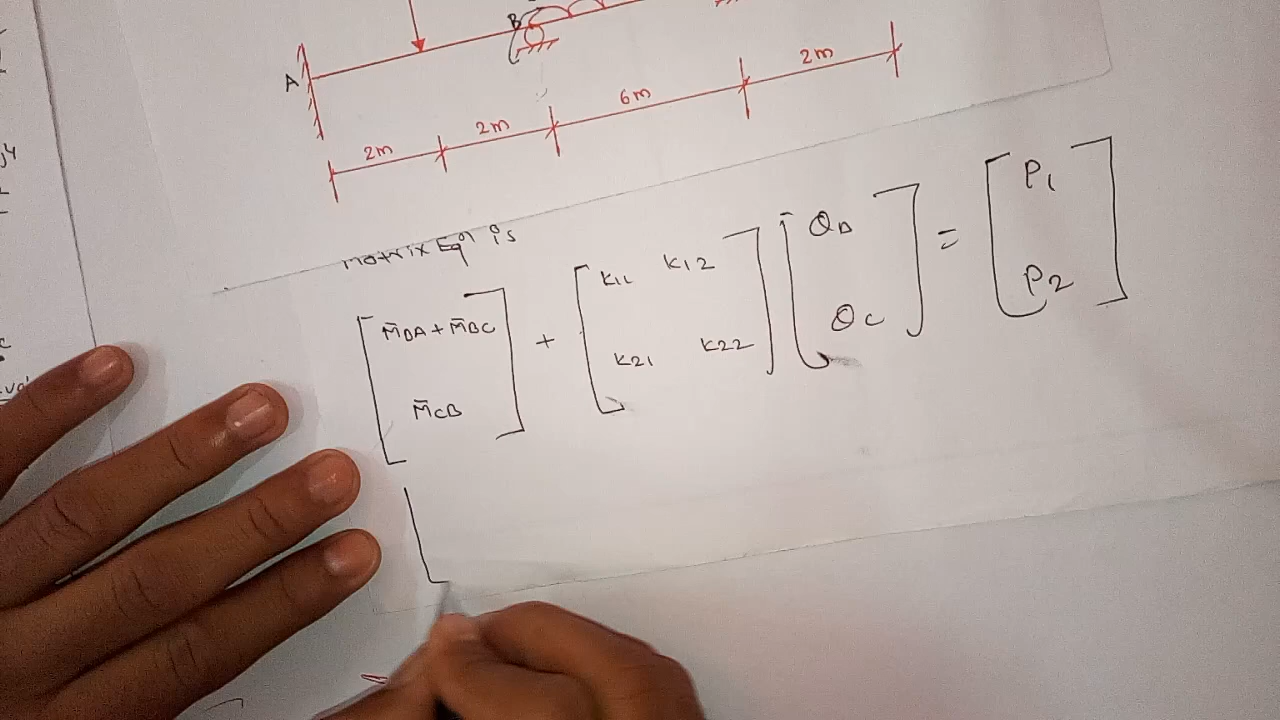 B
A
2m 2m 6m 2m
Matrix Eqn is
[M̄BA + M̄BC] + [K11 K12] [θB] = [P1]
[M̄CB] [K21 K22] [θC] [P2]